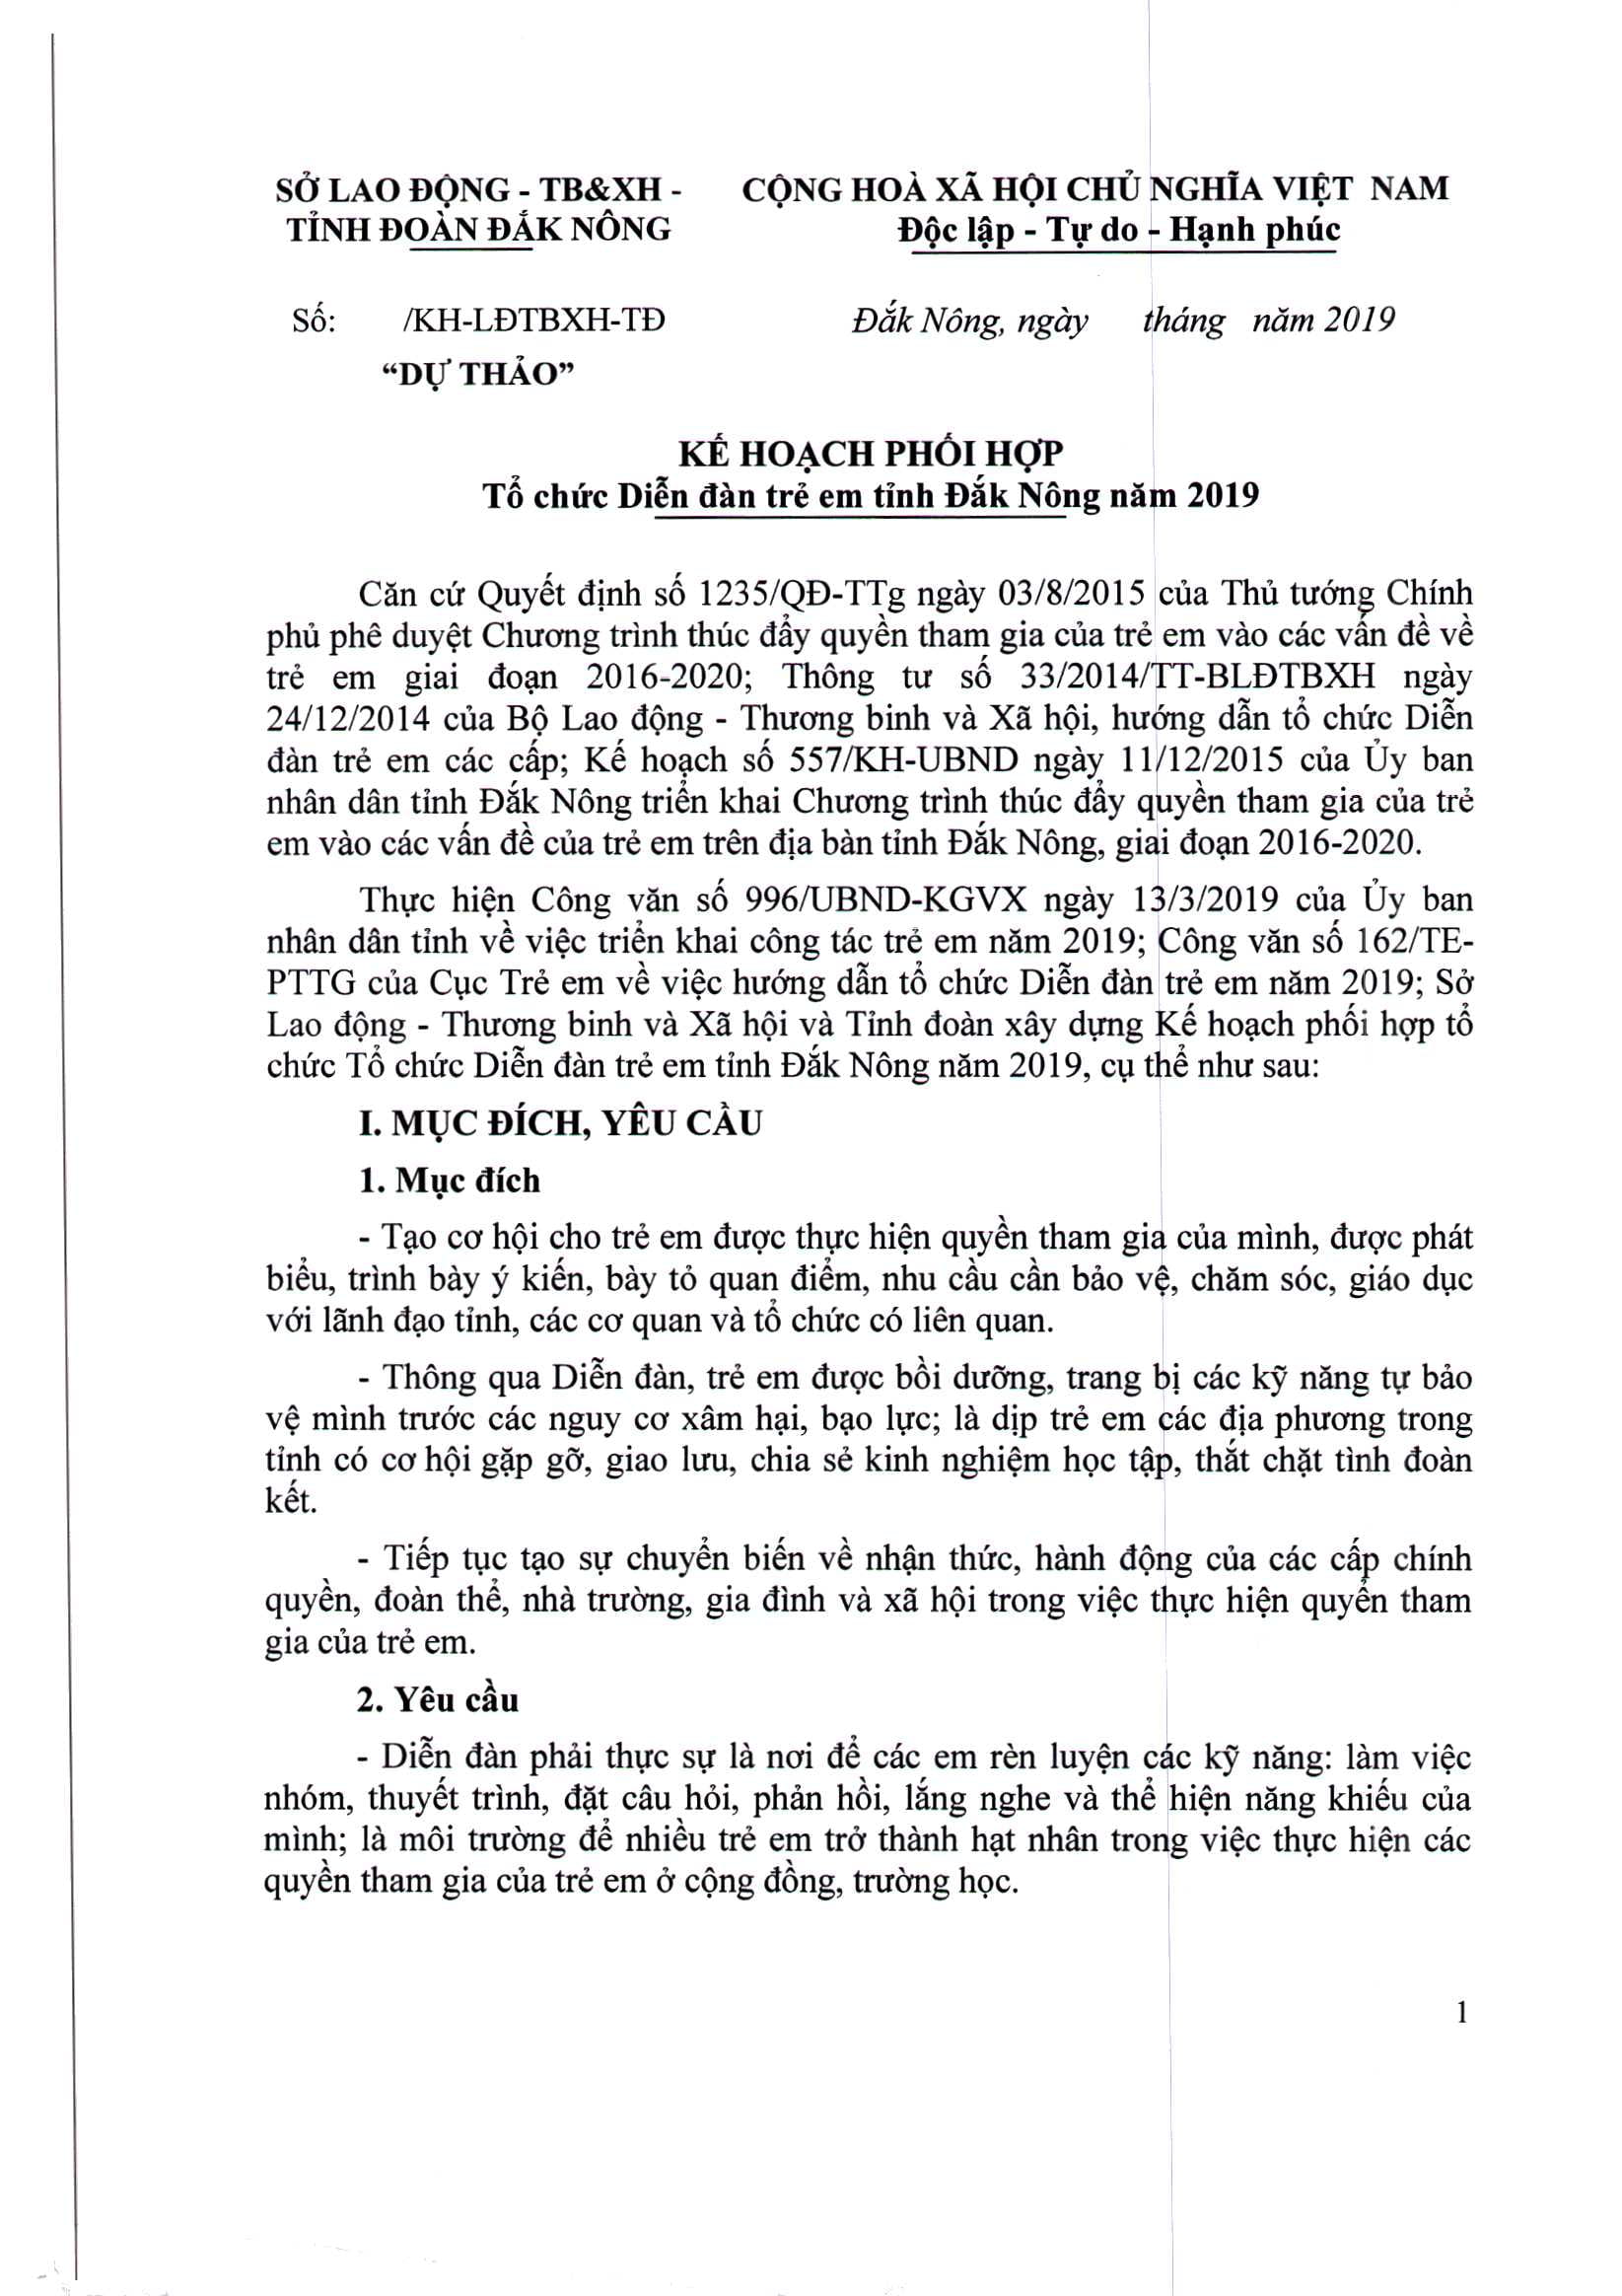 SỞ LAO ĐỘNG - TB&XH -
TỈNH ĐOÀN ĐẮK NÔNG
CỘNG HOÀ XÃ HỘI CHỦ NGHĨA VIỆT NAM
Độc lập - Tự do - Hạnh phúc
Số: /KH-LĐTBXH-TĐ
Đắk Nông, ngày tháng năm 2019
“DỰ THẢO”
KẾ HOẠCH PHỐI HỢP
Tổ chức Diễn đàn trẻ em tỉnh Đắk Nông năm 2019
Căn cứ Quyết định số 1235/QĐ-TTg ngày 03/8/2015 của Thủ tướng Chính
phủ phê duyệt Chương trình thúc đẩy quyền tham gia của trẻ em vào các vấn đề về
trẻ em giai đoạn 2016-2020; Thông tư số 33/2014/TT-BLĐTBXH ngày
24/12/2014 của Bộ Lao động - Thương binh và Xã hội, hướng dẫn tổ chức Diễn
đàn trẻ em các cấp; Kế hoạch số 557/KH-UBND ngày 11/12/2015 của Ủy ban
nhân dân tỉnh Đắk Nông triển khai Chương trình thúc đẩy quyền tham gia của trẻ
em vào các vấn đề của trẻ em trên địa bàn tỉnh Đắk Nông, giai đoạn 2016-2020.
Thực hiện Công văn số 996/UBND-KGVX ngày 13/3/2019 của Ủy ban
nhân dân tỉnh về việc triển khai công tác trẻ em năm 2019; Công văn số 162/TE-
PTTG của Cục Trẻ em về việc hướng dẫn tổ chức Diễn đàn trẻ em năm 2019; Sở
Lao động - Thương binh và Xã hội và Tỉnh đoàn xây dựng Kế hoạch phối hợp tổ
chức Tổ chức Diễn đàn trẻ em tỉnh Đắk Nông năm 2019, cụ thể như sau:
I. MỤC ĐÍCH, YÊU CẦU
1. Mục đích
- Tạo cơ hội cho trẻ em được thực hiện quyền tham gia của mình, được phát
biểu, trình bày ý kiến, bày tỏ quan điểm, nhu cầu cần bảo vệ, chăm sóc, giáo dục
với lãnh đạo tỉnh, các cơ quan và tổ chức có liên quan.
- Thông qua Diễn đàn, trẻ em được bồi dưỡng, trang bị các kỹ năng tự bảo
vệ mình trước các nguy cơ xâm hại, bạo lực; là dịp trẻ em các địa phương trong
tỉnh có cơ hội gặp gỡ, giao lưu, chia sẻ kinh nghiệm học tập, thắt chặt tình đoàn
kết.
- Tiếp tục tạo sự chuyển biến về nhận thức, hành động của các cấp chính
quyền, đoàn thể, nhà trường, gia đình và xã hội trong việc thực hiện quyền tham
gia của trẻ em.
2. Yêu cầu
- Diễn đàn phải thực sự là nơi để các em rèn luyện các kỹ năng: làm việc
nhóm, thuyết trình, đặt câu hỏi, phản hồi, lắng nghe và thể hiện năng khiếu của
mình; là môi trường để nhiều trẻ em trở thành hạt nhân trong việc thực hiện các
quyền tham gia của trẻ em ở cộng đồng, trường học.
1